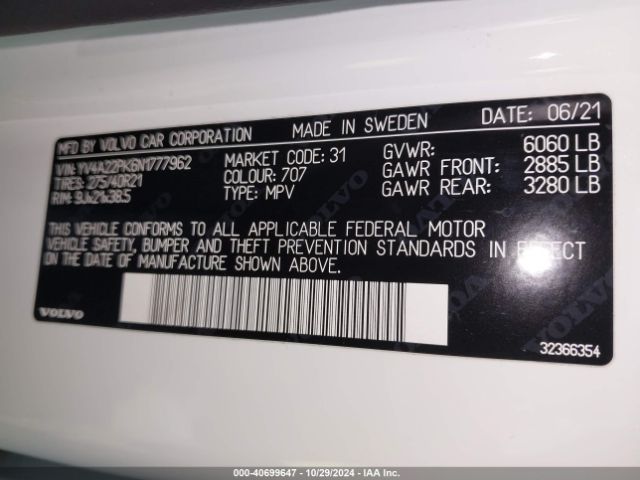 MFD BY VOLVO CAR CORPORATION MADE IN SWEDEN DATE: 06/21
VIN: YV4A22PK6N1777962 MARKET CODE: 31 GVWR: 6060 LB
TIRES: 275/40R21 COLOUR: 707 GAWR FRONT: 2885 LB
RIM: 9Jx21x38.5 TYPE: MPV GAWR REAR: 3280 LB
THIS VEHICLE CONFORMS TO ALL APPLICABLE FEDERAL MOTOR
VEHICLE SAFETY, BUMPER AND THEFT PREVENTION STANDARDS IN EFFECT
ON THE DATE OF MANUFACTURE SHOWN ABOVE.
VOLVO
32366354
000-40699647 - 10/29/2024 - IAA Inc.